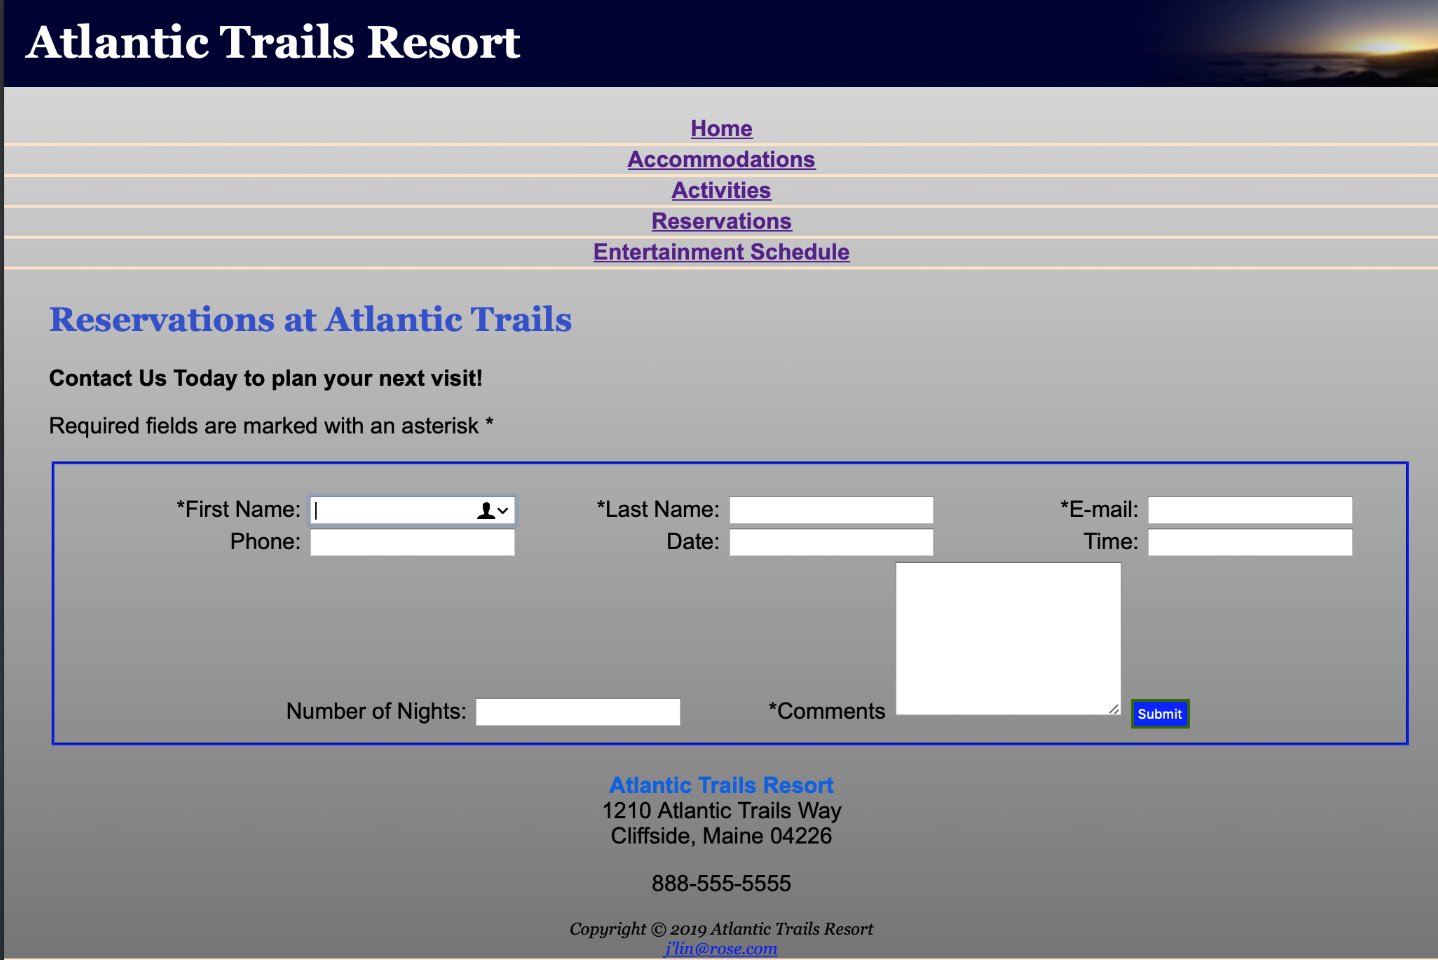 Atlantic Trails Resort
Home
Accommodations
Activities
Reservations
Entertainment Schedule
Reservations at Atlantic Trails
Contact Us Today to plan your next visit!
Required fields are marked with an asterisk *
*First Name: *Last Name: *E-mail:
Phone: Date: Time:
Number of Nights: *Comments Submit
Atlantic Trails Resort
1210 Atlantic Trails Way
Cliffside, Maine 04226
888-555-5555
Copyright © 2019 Atlantic Trails Resort
j'lin@rose.com